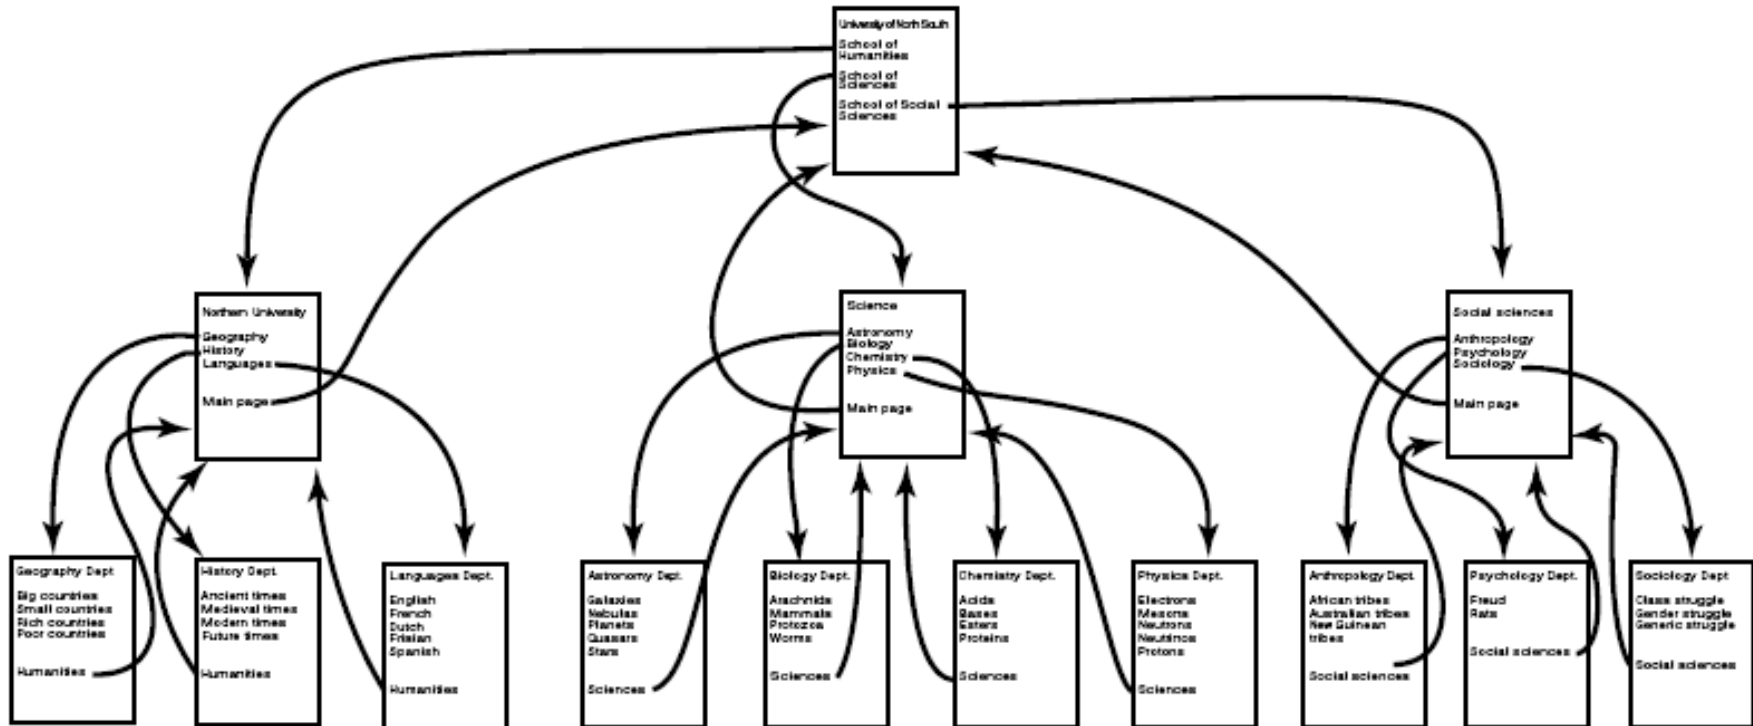 University of North South
School of
Humanities
School of
Sciences
School of Social
Sciences
Northern University
Geography
History
Languages
Main page
Science
Astronomy
Biology
Chemistry
Physics
Main page
Social sciences
Anthropology
Psychology
Sociology
Main page
Geography Dept
Big countries
Small countries
Rich countries
Poor countries
Humanities
History Dept.
Ancient times
Medieval times
Modern times
Future times
Humanities
Languages Dept.
English
French
Dutch
Frisian
Spanish
Humanities
Astronomy Dept.
Galaxies
Nebulas
Planets
Quasars
Stars
Sciences
Biology Dept.
Arachnids
Mammals
Protozoa
Worms
Sciences
Chemistry Dept.
Acids
Bases
Esters
Proteins
Sciences
Physics Dept.
Electrons
Mesons
Neutrons
Neutrinos
Protons
Sciences
Anthropology Dept.
African tribes
Australian tribes
New Guinean
tribes
Social sciences
Psychology Dept.
Freud
Rats
Social sciences
Sociology Dept
Class struggle
Gender struggle
Generic struggle
Social sciences